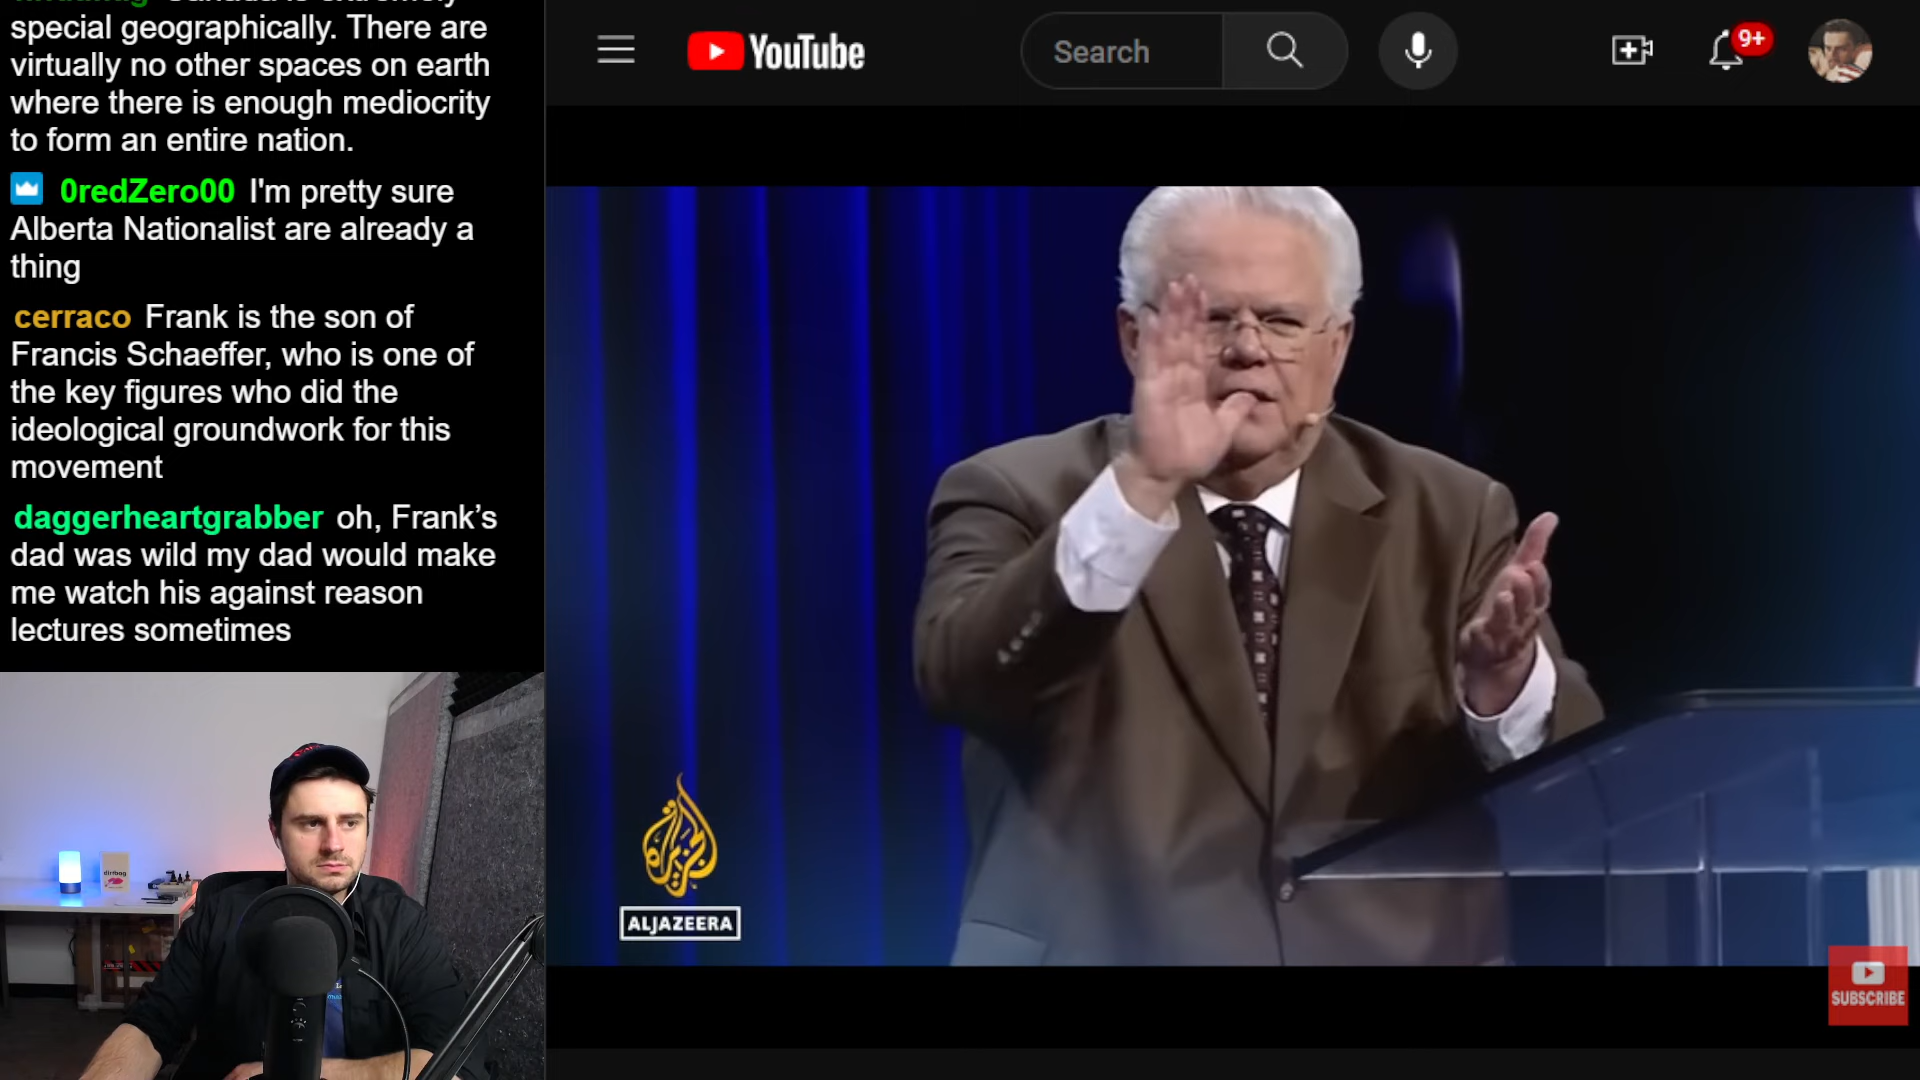 special geographically. There are
virtually no other spaces on earth
where there is enough mediocrity
to form an entire nation.
0redZero00 I'm pretty sure
Alberta Nationalist are already a
thing
cerraco Frank is the son of
Francis Schaeffer, who is one of
the key figures who did the
ideological groundwork for this
movement
daggerheartgrabber oh, Frank’s
dad was wild my dad would make
me watch his against reason
lectures sometimes
YouTube
Search
9+
الجزيرة
ALJAZEERA
SUBSCRIBE
dirtbag